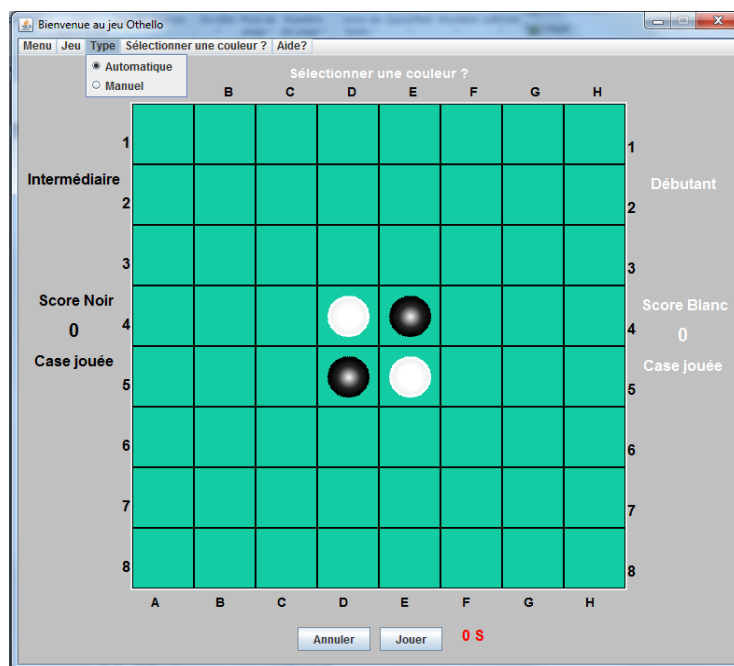 Bienvenue au jeu Othello
Menu Jeu Type Sélectionner une couleur ? Aide?
Automatique
Manuel
Sélectionner une couleur ?
B C D E F G H
1 1
Intermédiaire Débutant
2 2
3 3
Score Noir Score Blanc
0 4 4 0
Case jouée Case jouée
5 5
6 6
7 7
8 8
A B C D E F G H
Annuler Jouer 0 S